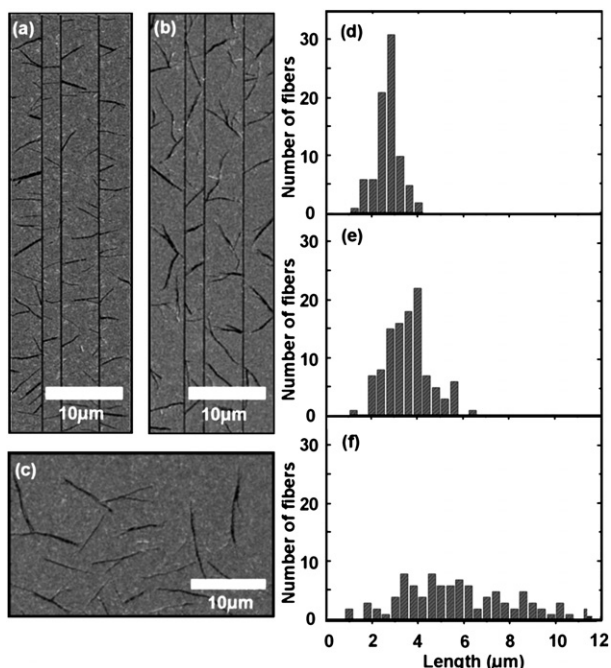 (a)
10μm
(b)
10μm
(c)
10μm
(d)
Number of fibers
30
20
10
0
(e)
Number of fibers
30
20
10
0
(f)
Number of fibers
30
20
10
0
0 2 4 6 8 10 12
Length (μm)